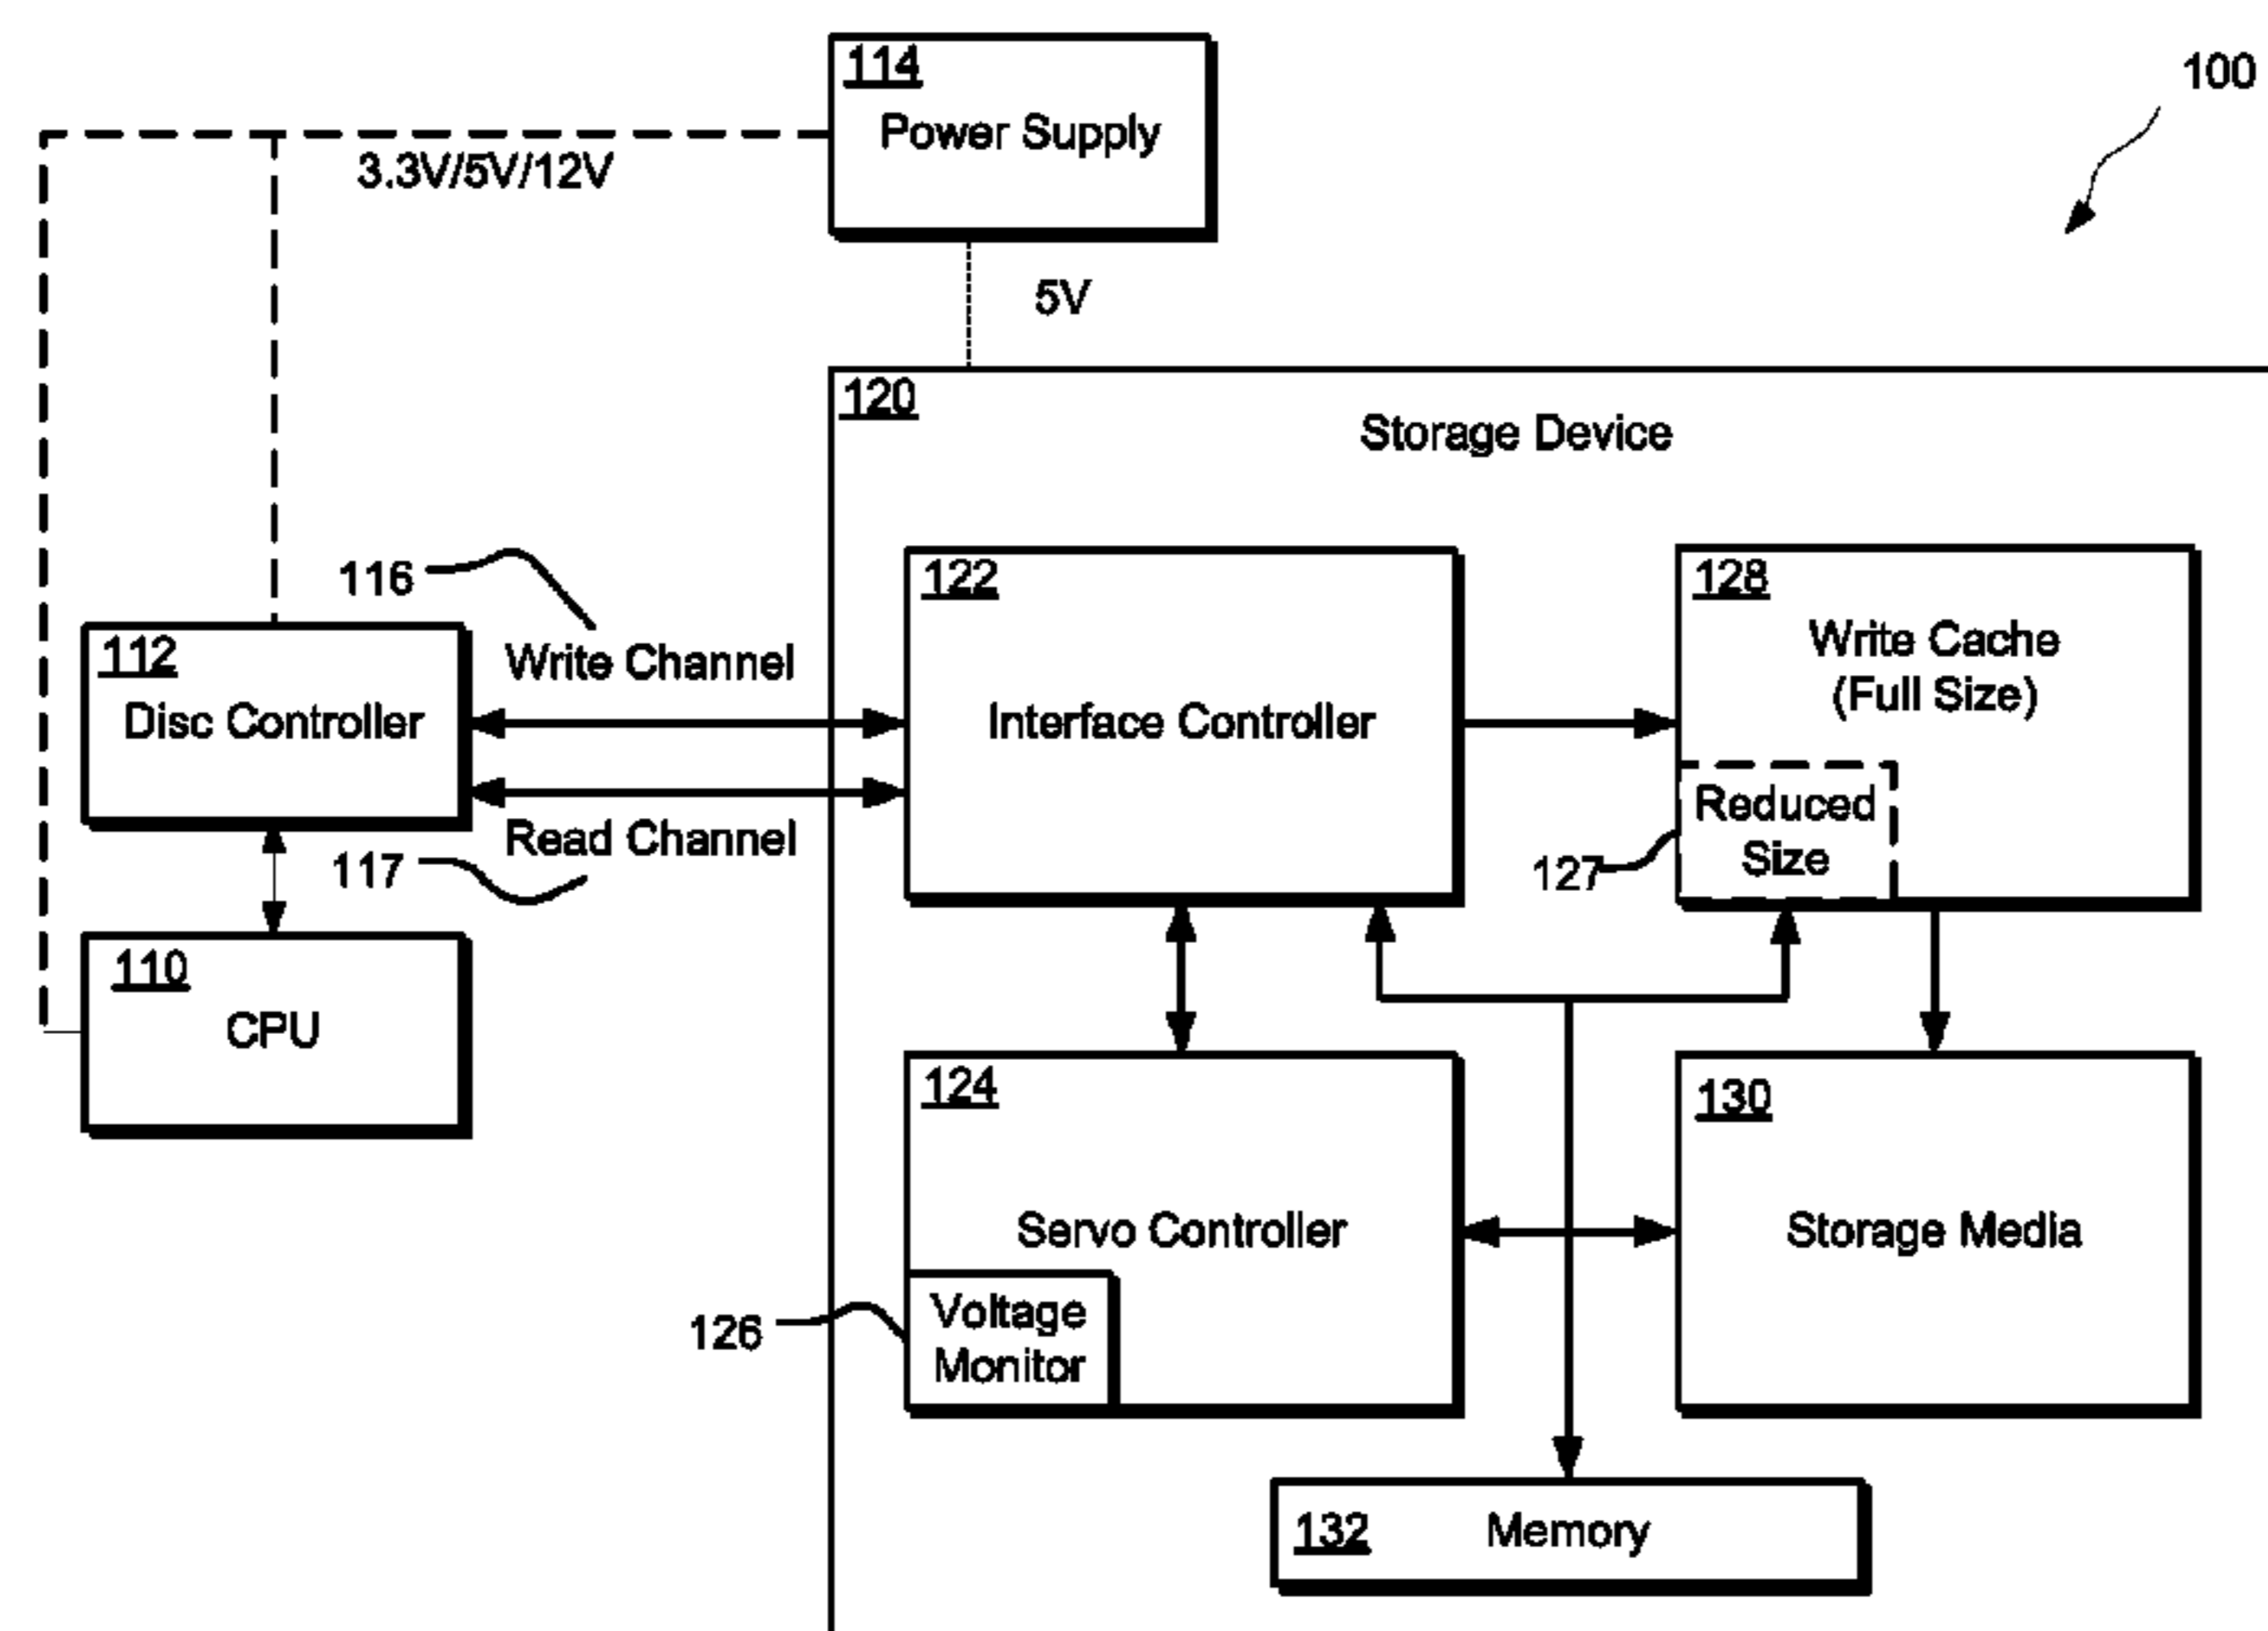 114
Power Supply
100
3.3V/5V/12V
5V
120
Storage Device
116
122
128
Write Cache
(Full Size)
112
Disc Controller
Write Channel
Interface Controller
Reduced
Size
127
Read Channel
117
110
CPU
124
Servo Controller
130
Storage Media
126
Voltage
Monitor
132
Memory